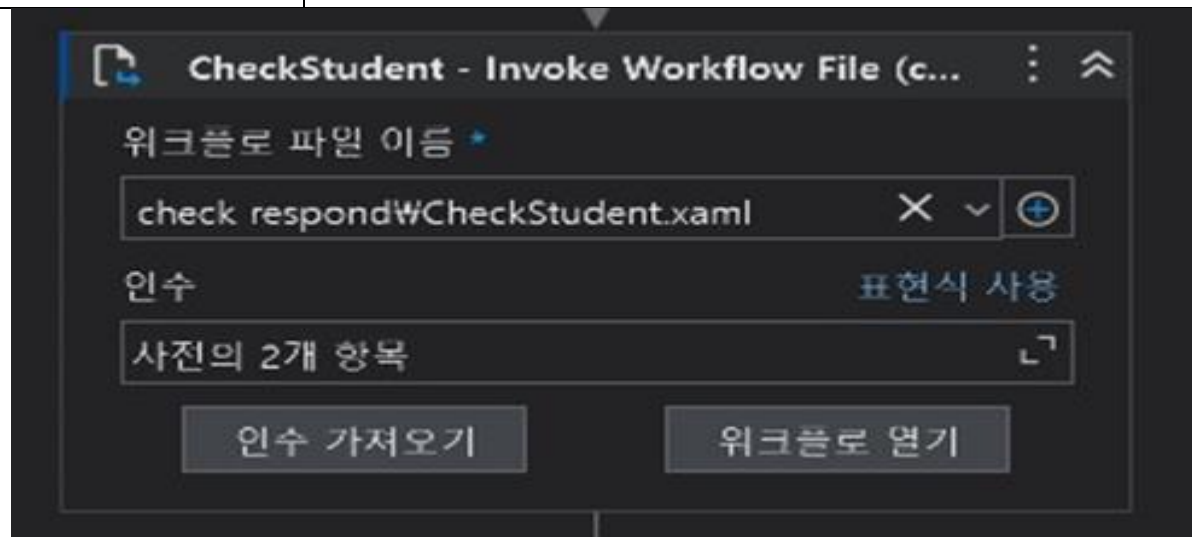 CheckStudent - Invoke Workflow File (c...
위크플로 파일 이름 *
check respond₩CheckStudent.xaml
인수
표현식 사용
사전의 2개 항목
인수 가져오기
위크플로 열기